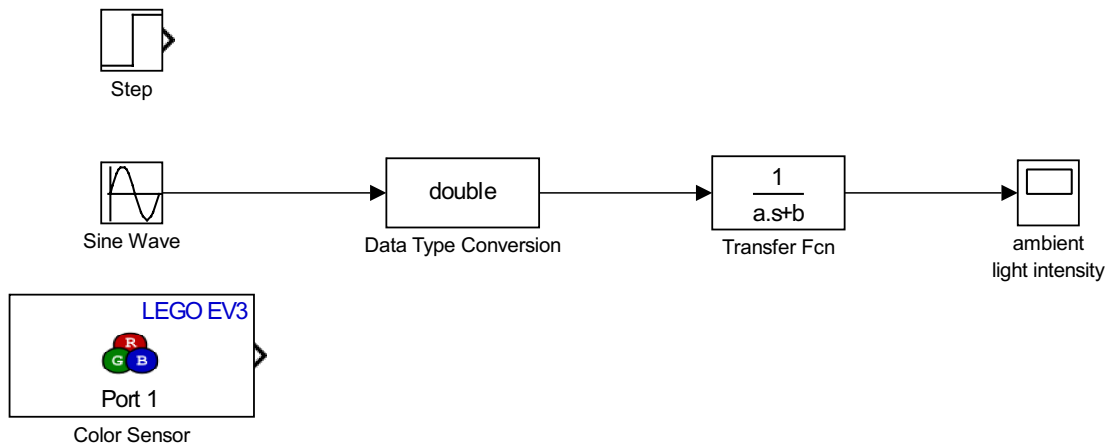 Step
Sine Wave
double
Data Type Conversion
1
a.s+b
Transfer Fcn
ambient
light intensity
LEGO EV3
R
G B
Port 1
Color Sensor